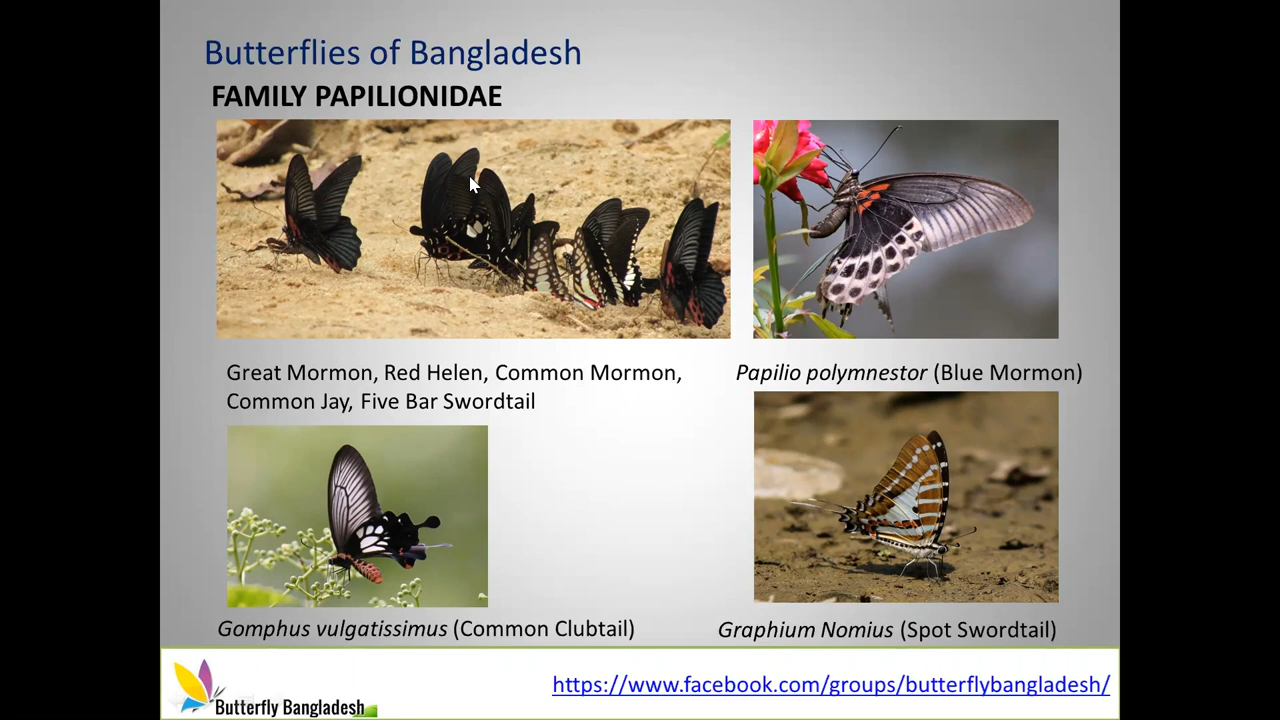 Butterflies of Bangladesh
FAMILY PAPILIONIDAE
Great Mormon, Red Helen, Common Mormon,
Common Jay, Five Bar Swordtail
Papilio polymnestor (Blue Mormon)
Gomphus vulgatissimus (Common Clubtail)
Graphium Nomius (Spot Swordtail)
Butterfly Bangladesh
https://www.facebook.com/groups/butterflybangladesh/